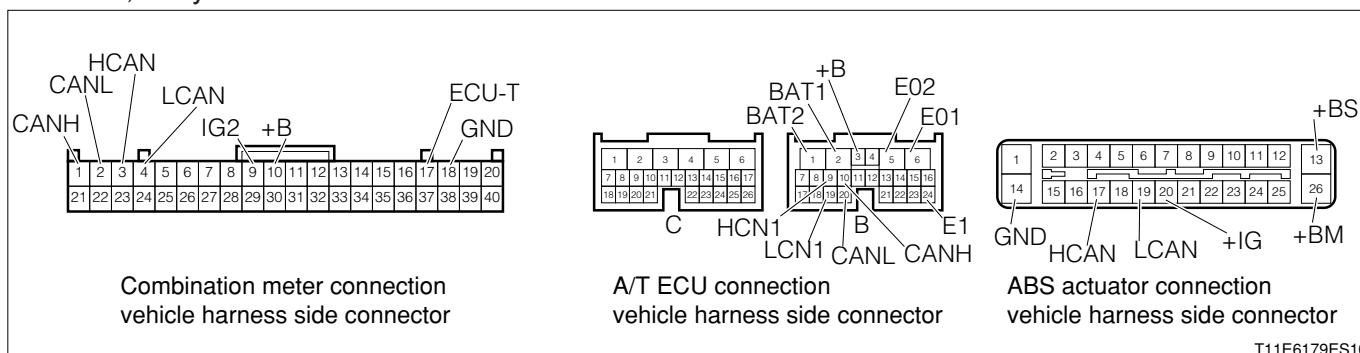 HCAN
CANL
LCAN
CANH
IG2
+B
ECU-T
GND
1 2 3 4 5 6 7 8 9 10 11 12 13 14 15 16 17 18 19 20
21 22 23 24 25 26 27 28 29 30 31 32 33 34 35 36 37 38 39 40
Combination meter connection
vehicle harness side connector
+B
BAT1
E02
BAT2
E01
1 2 3 4 5 6
7 8 9 10 11 12 13 14 15 16 17
18 19 20 21 22 23 24 25 26
C
1 2 3 4 5 6
7 8 9 10 11 12 13 14 15 16
17 18 19 20 21 22 23 24
B
HCN1
E1
LCN1
CANL
CANH
A/T ECU connection
vehicle harness side connector
+BS
1 2 3 4 5 6 7 8 9 10 11 12 13
14 15 16 17 18 19 20 21 22 23 24 25 26
GND
HCAN
LCAN
+IG
+BM
ABS actuator connection
vehicle harness side connector